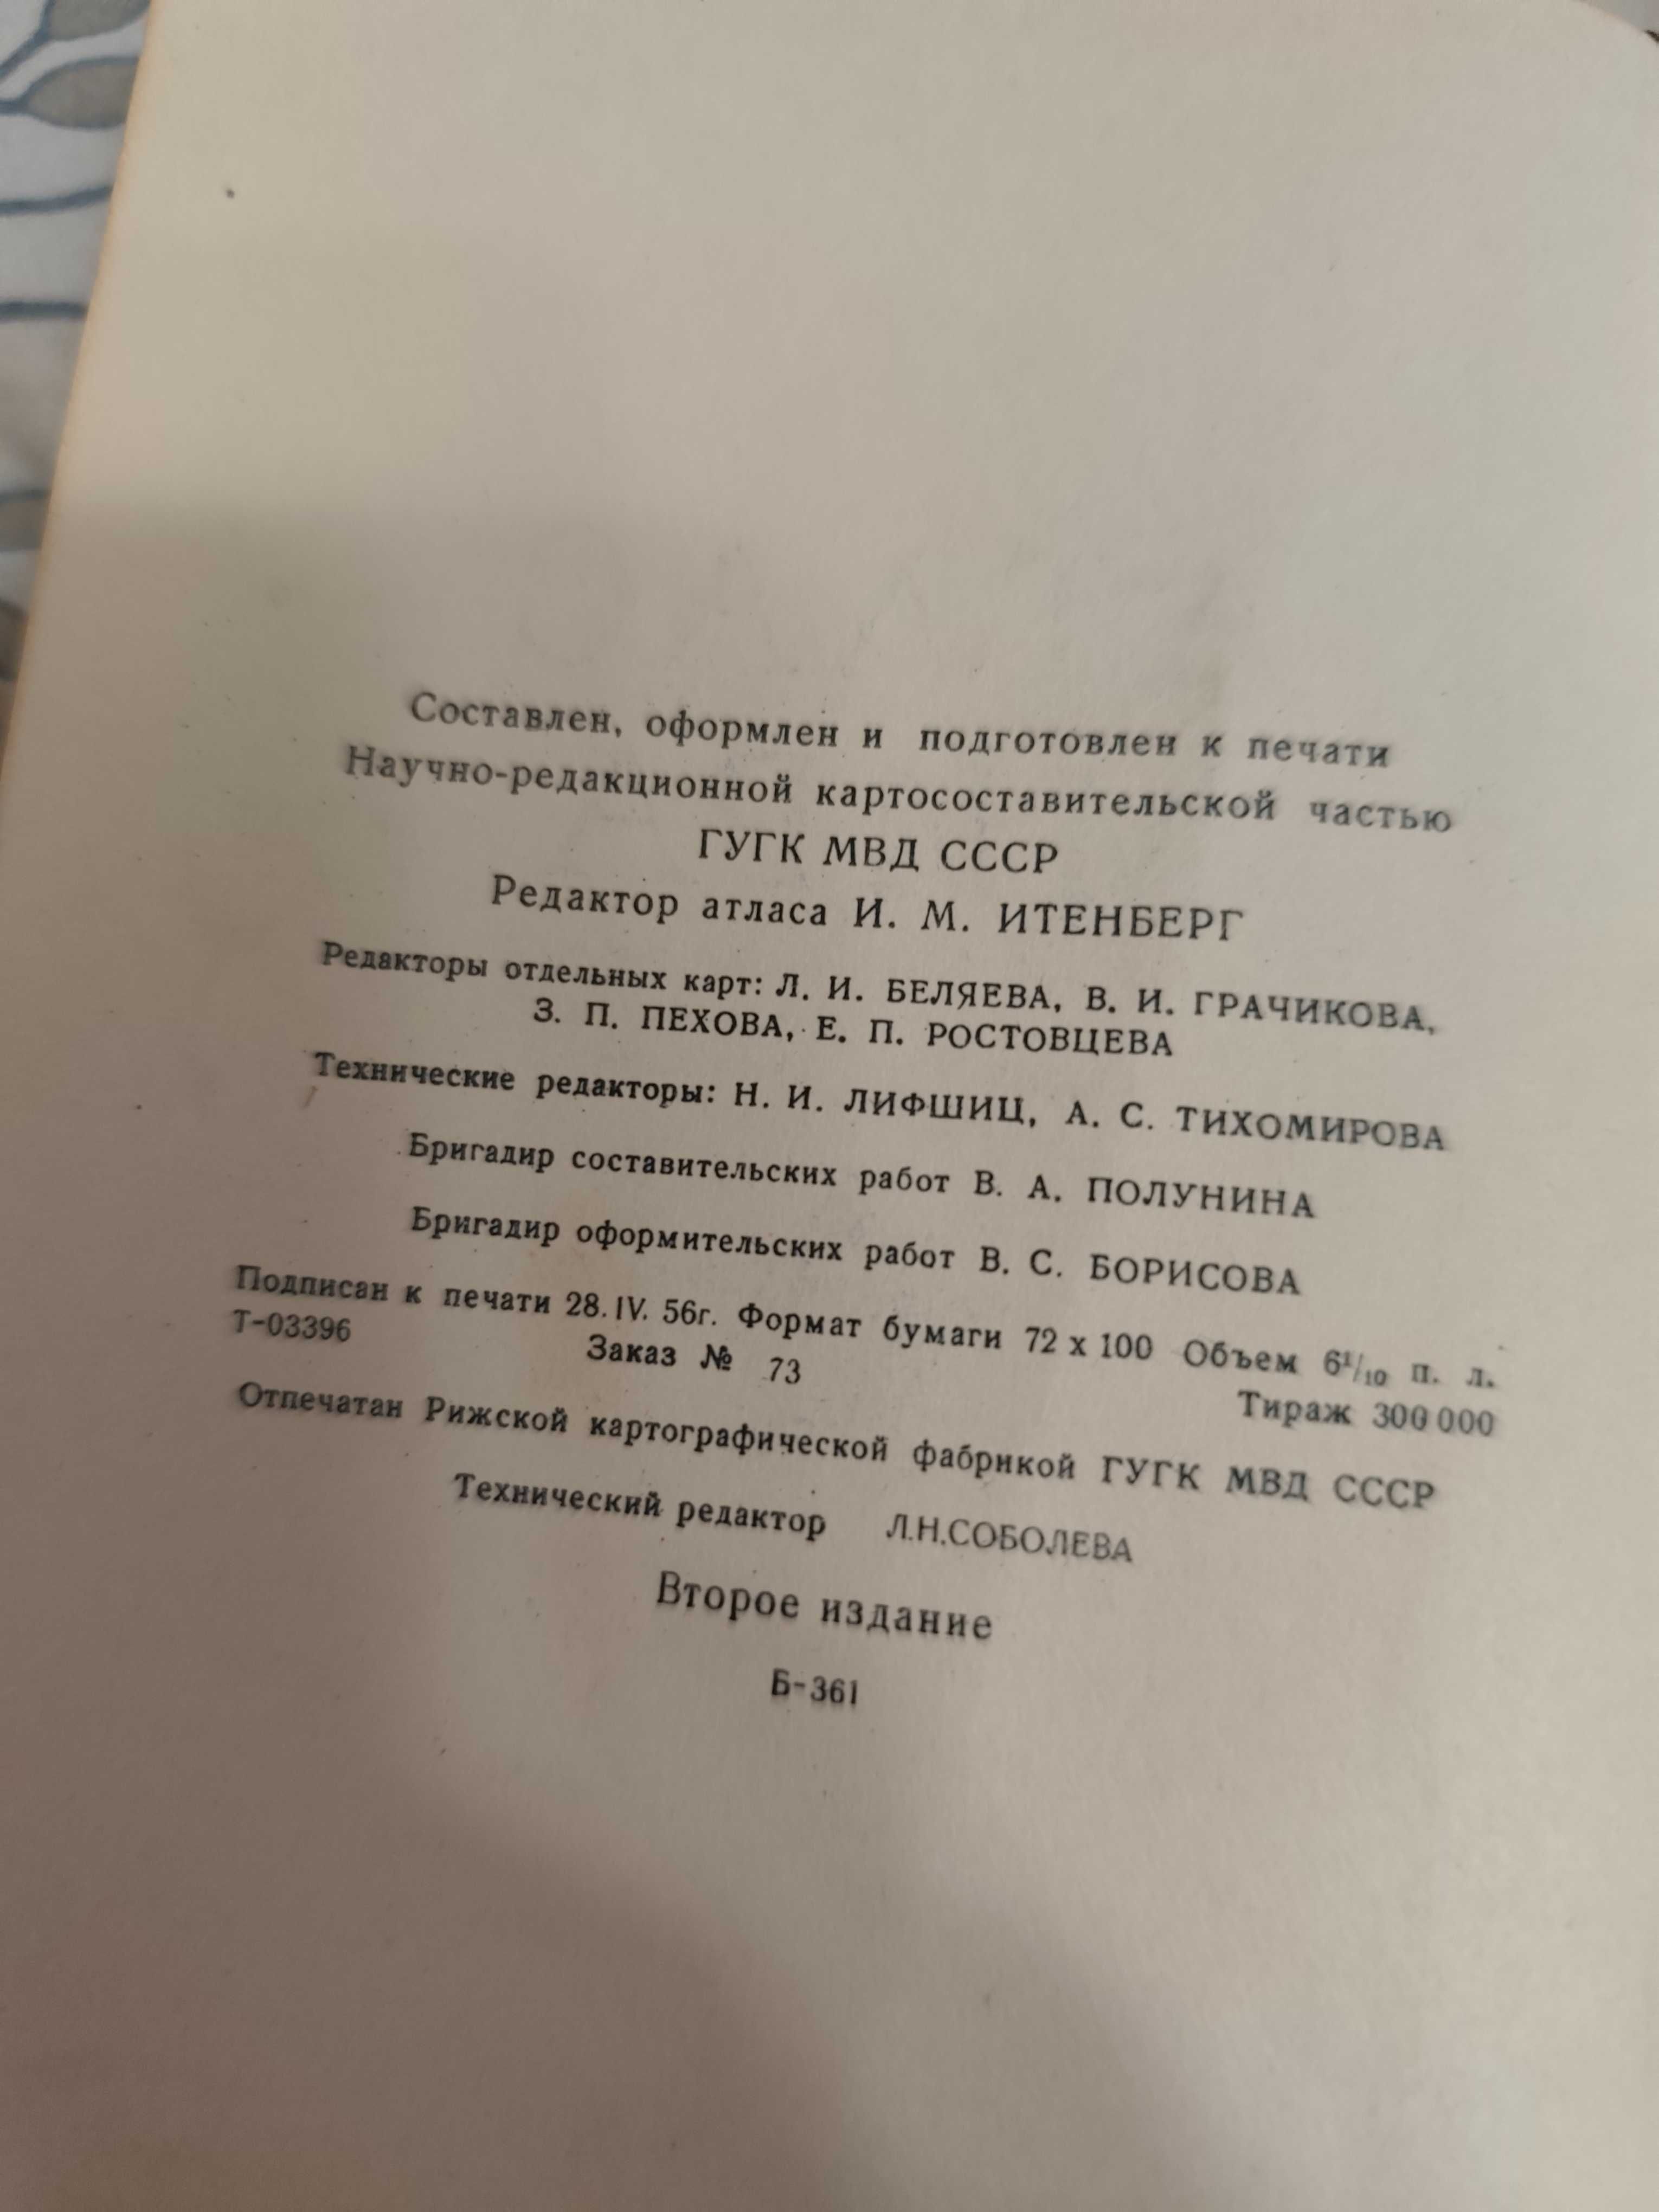 Составлен, оформлен и подготовлен к печати
Научно-редакционной картосоставительской частью
ГУГК МВД СССР
Редактор атласа И. М. ИТЕНБЕРГ
Редакторы отдельных карт: Л. И. БЕЛЯЕВА, В. И. ГРАЧИКОВА,
З. П. ПЕХОВА, Е. П. РОСТОВЦЕВА
Технические редакторы: Н. И. ЛИФШИЦ, А. С. ТИХОМИРОВА
Бригадир составительских работ В. А. ПОЛУНИНА
Бригадир оформительских работ В. С. БОРИСОВА
Подписан к печати 28.IV. 56г. Формат бумаги 72 x 100 Объем 6¹/₁₀ п. л.
Т-03396 Заказ № 73 Тираж 300 000
Отпечатан Рижской картографической фабрикой ГУГК МВД СССР
Технический редактор Л.Н.СОБОЛЕВА
Второе издание
Б-361